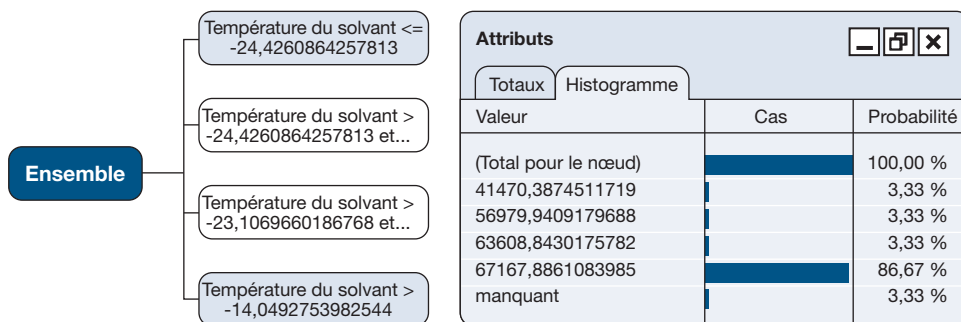 Ensemble
Température du solvant <=
-24,4260864257813
Température du solvant >
-24,4260864257813 et...
Température du solvant >
-23,1069660186768 et...
Température du solvant >
-14,0492753982544
Attributs
Totaux Histogramme
Valeur Cas Probabilité
(Total pour le nœud) 100,00 %
41470,3874511719 3,33 %
56979,9409179688 3,33 %
63608,8430175782 3,33 %
67167,8861083985 86,67 %
manquant 3,33 %